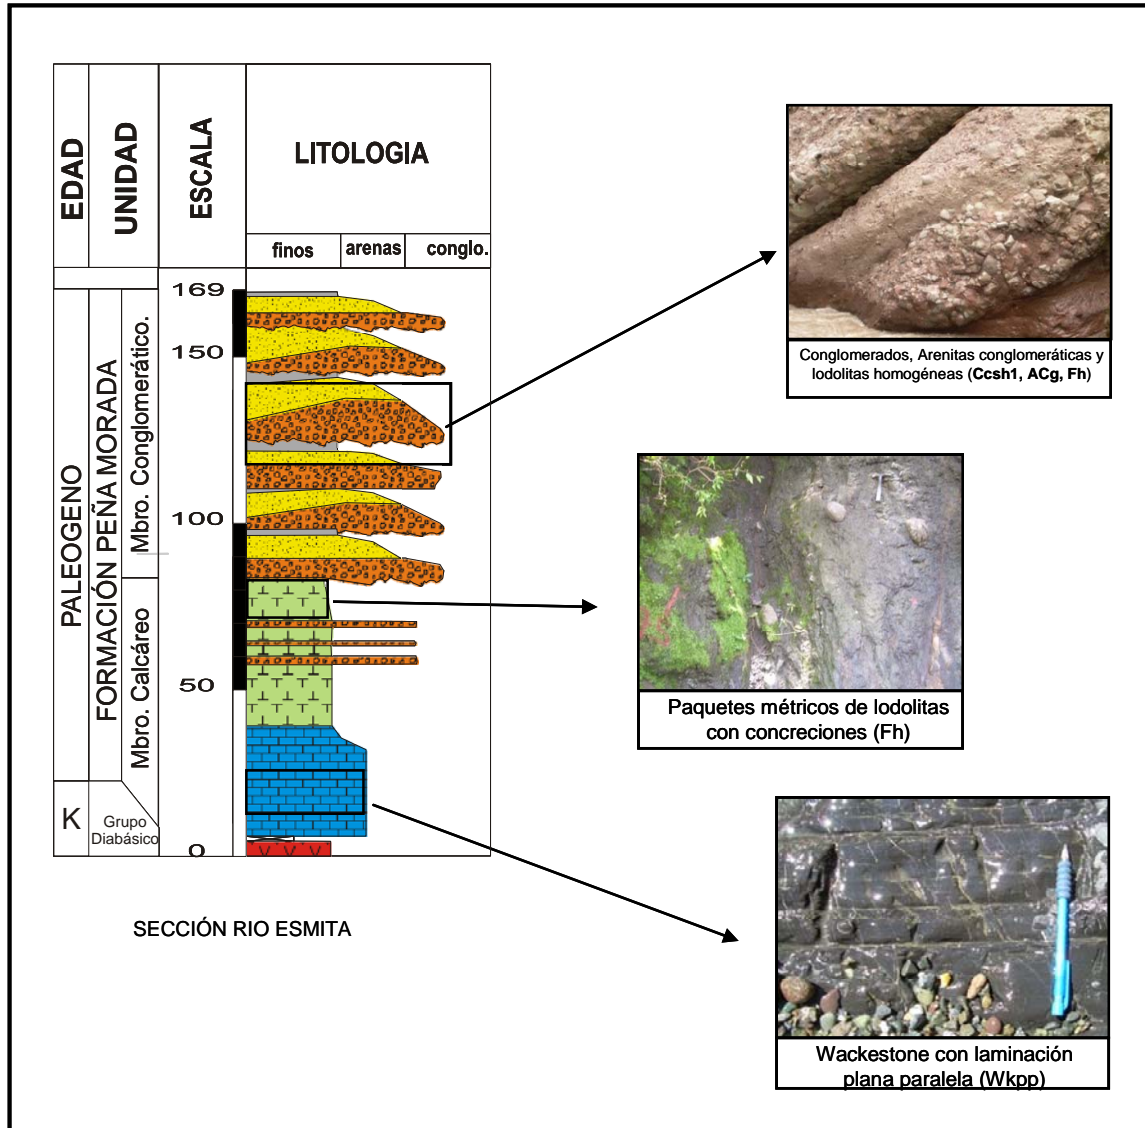 EDAD
UNIDAD
ESCALA
LITOLOGIA
finos
arenas
conglo.
169
150
100
50
0
PALEOGENO
FORMACIÓN PEÑA MORADA
Mbro. Conglomerático.
Mbro. Calcáreo
K
Grupo
Diabásico
SECCIÓN RIO ESMITA
Conglomerados, Arenitas conglomeráticas y
lodolitas homogéneas (Ccsh1, ACg, Fh)
Paquetes métricos de lodolitas
con concreciones (Fh)
Wackestone con laminación
plana paralela (Wkpp)